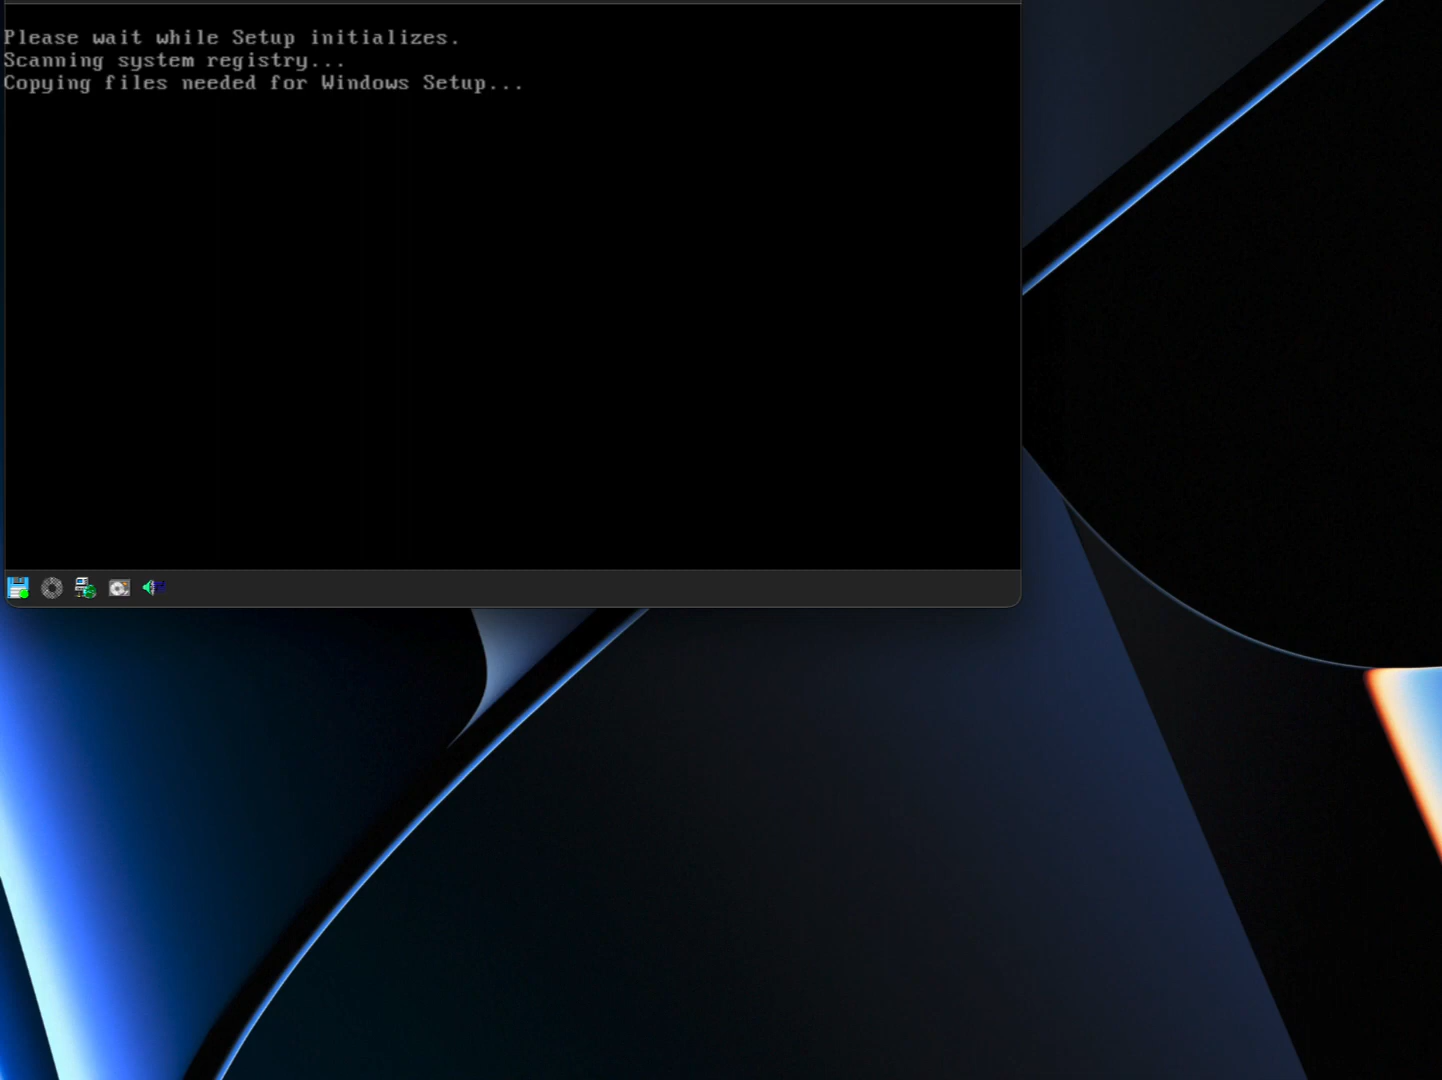 Please wait while Setup initializes.
Scanning system registry...
Copying files needed for Windows Setup...